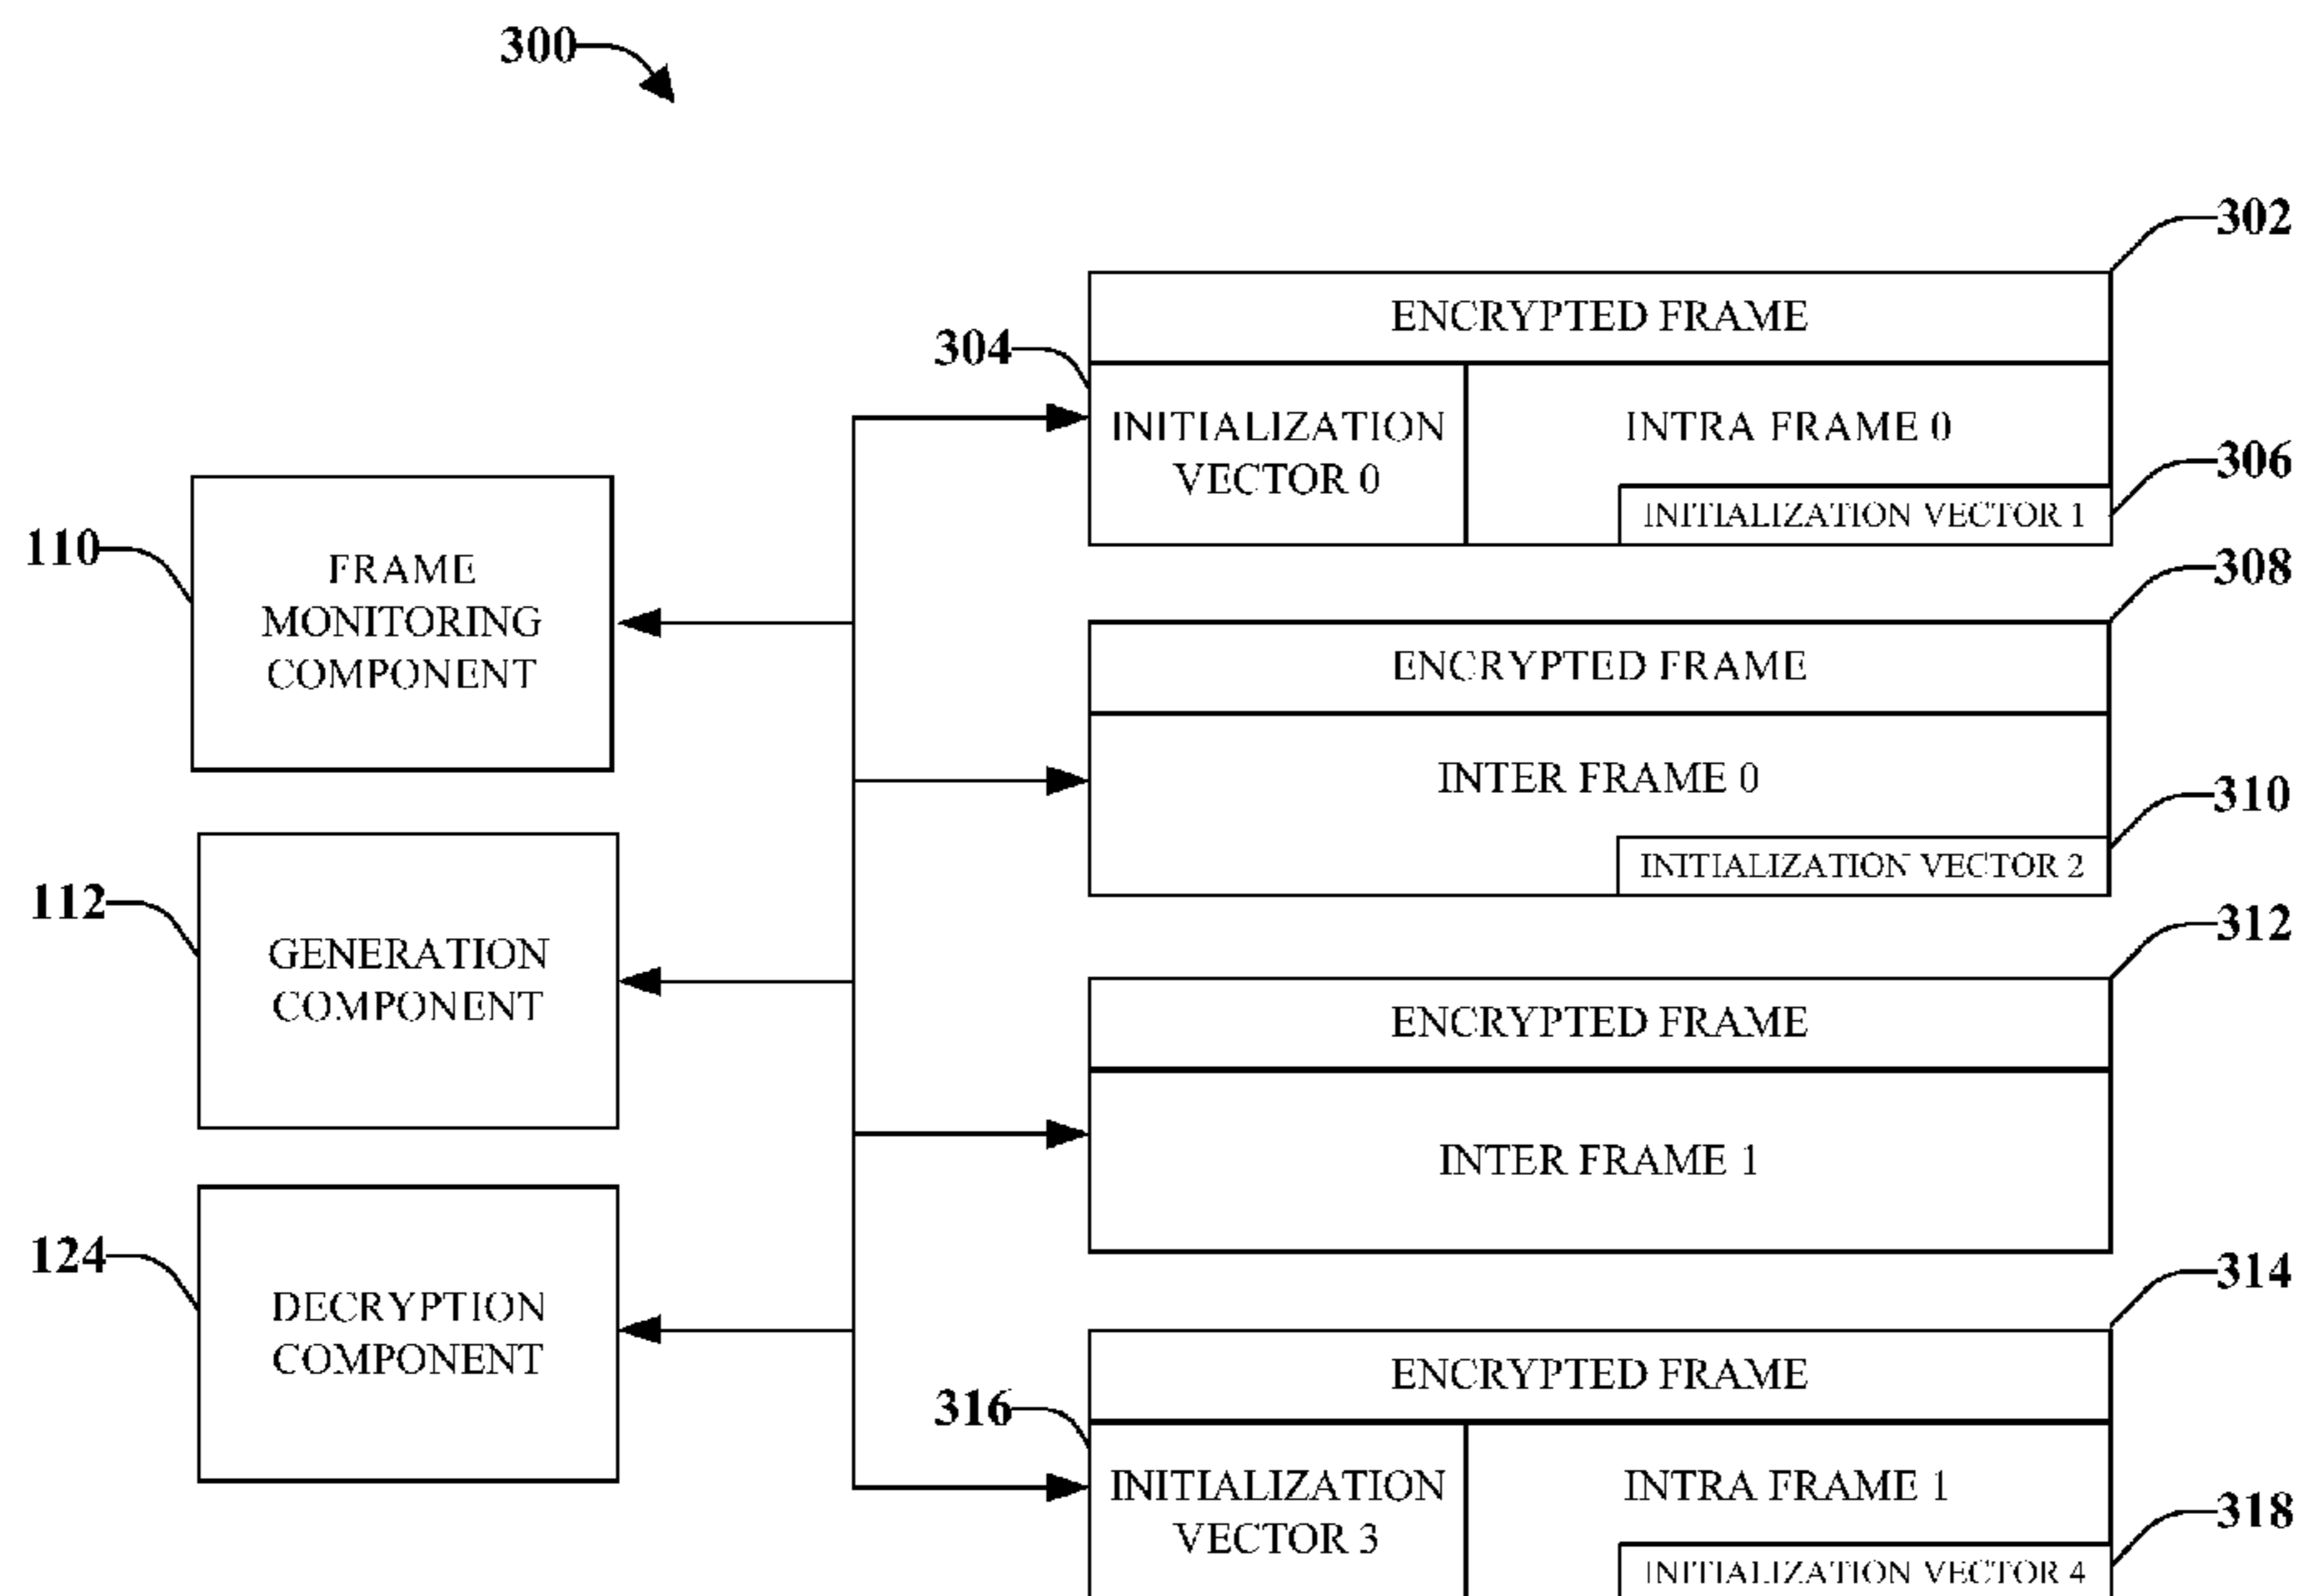 300
302
ENCRYPTED FRAME
304
INITIALIZATION
VECTOR 0
INTRA FRAME 0
306
INITIALIZATION VECTOR 1
110
FRAME
MONITORING
COMPONENT
308
ENCRYPTED FRAME
INTER FRAME 0
310
INITIALIZATION VECTOR 2
112
GENERATION
COMPONENT
312
ENCRYPTED FRAME
INTER FRAME 1
124
DECRYPTION
COMPONENT
314
ENCRYPTED FRAME
316
INITIALIZATION
VECTOR 3
INTRA FRAME 1
318
INITIALIZATION VECTOR 4